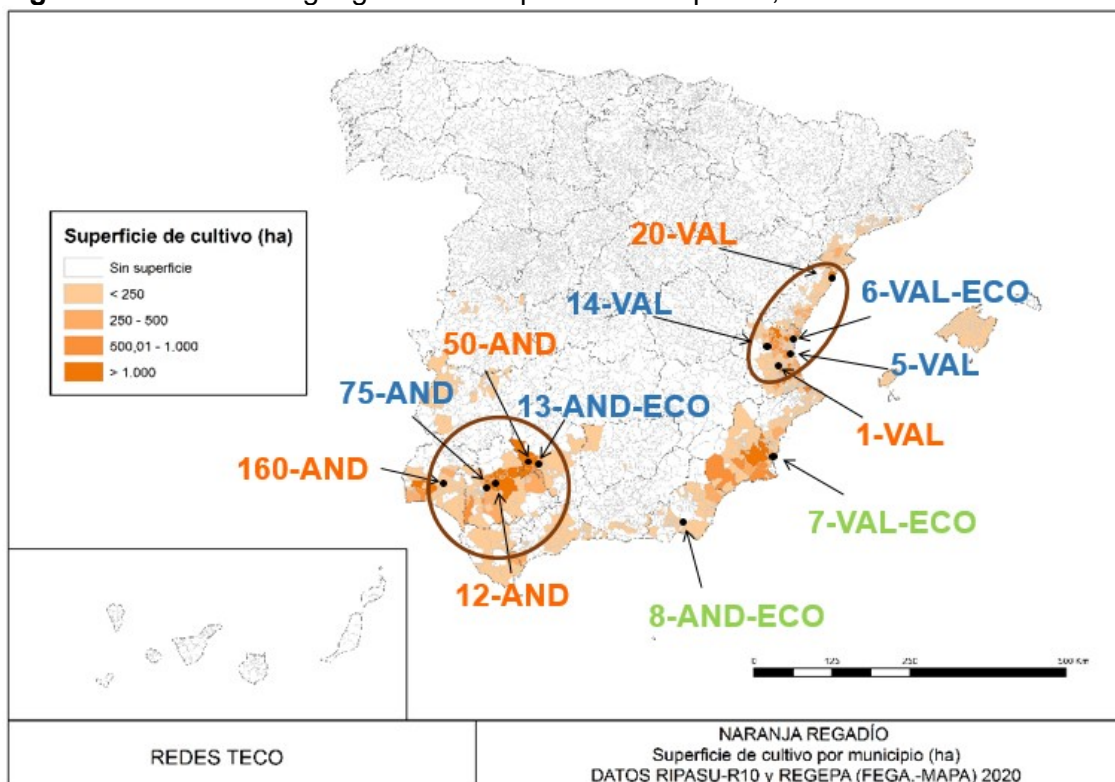 Superficie de cultivo (ha)
Sin superficie
< 250
250 - 500
500,01 - 1.000
> 1.000
20-VAL
6-VAL-ECO
14-VAL
5-VAL
50-AND
75-AND
13-AND-ECO
1-VAL
160-AND
7-VAL-ECO
12-AND
8-AND-ECO
0 125 250 500 Km
REDES TECO
NARANJA REGADÍO
Superficie de cultivo por municipio (ha)
DATOS RIPASU-R10 y REGEPA (FEGA.-MAPA) 2020